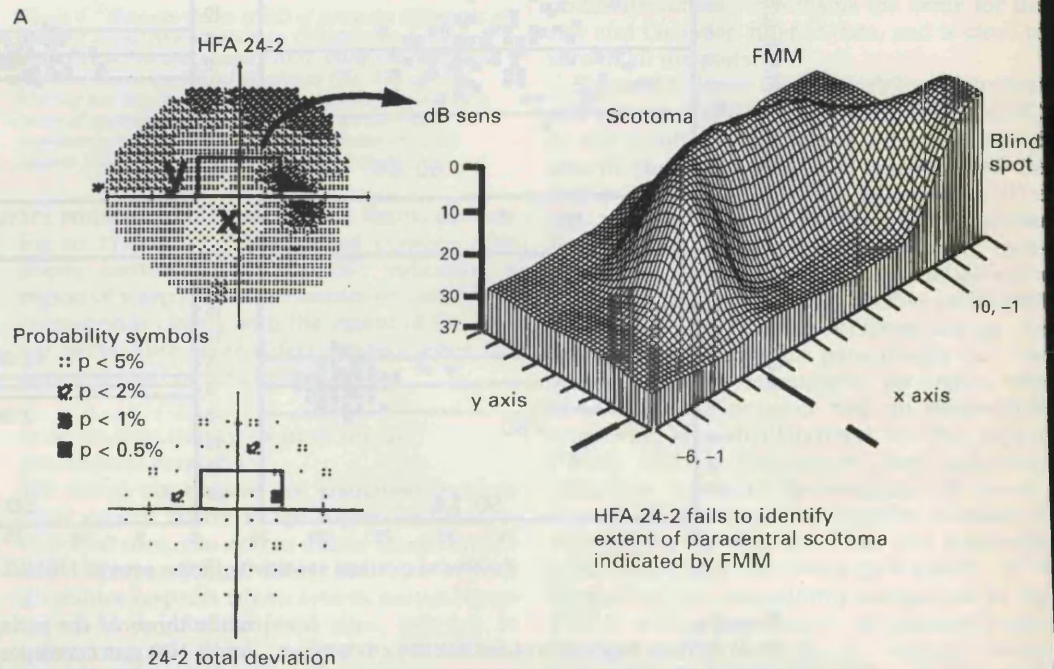 A
HFA 24-2
FMM
dB sens
Scotoma
Blind
spot
0
10
20
30
37
y
x
Probability symbols
p < 5%
p < 2%
p < 1%
p < 0.5%
y axis
x axis
10, –1
–6, –1
HFA 24-2 fails to identify
extent of paracentral scotoma
indicated by FMM
24-2 total deviation